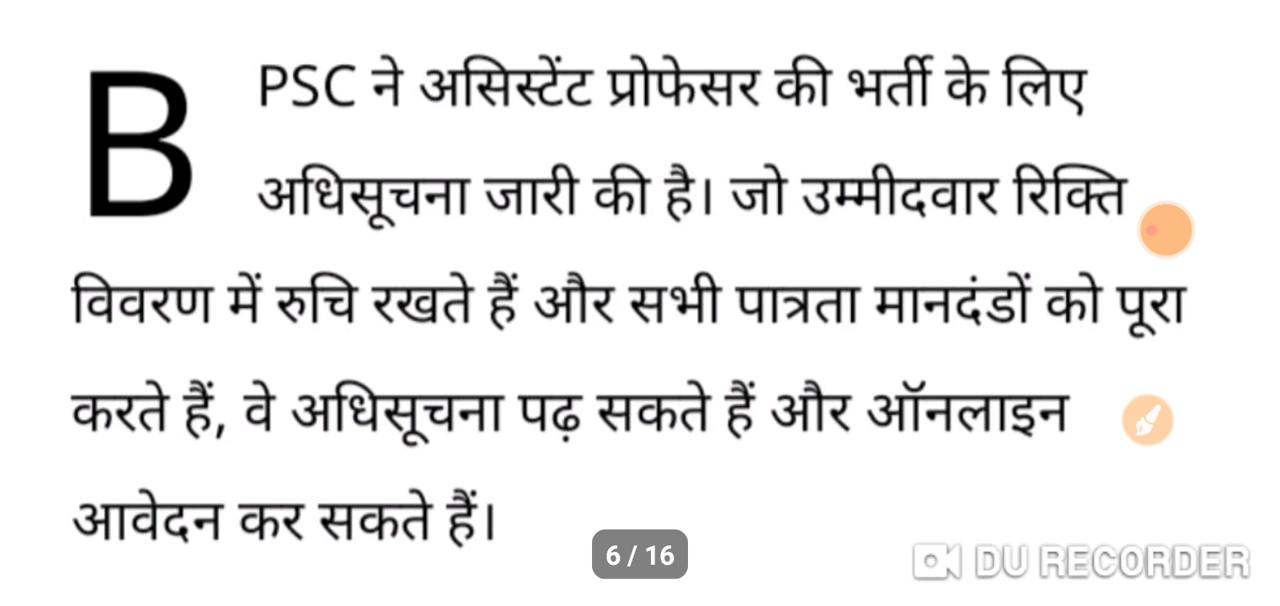 BPSC ने असिस्टेंट प्रोफेसर की भर्ती के लिए
अधिसूचना जारी की है। जो उम्मीदवार रिक्ति
विवरण में रुचि रखते हैं और सभी पात्रता मानदंडों को पूरा
करते हैं, वे अधिसूचना पढ़ सकते हैं और ऑनलाइन
आवेदन कर सकते हैं।
6 / 16
DU RECORDER